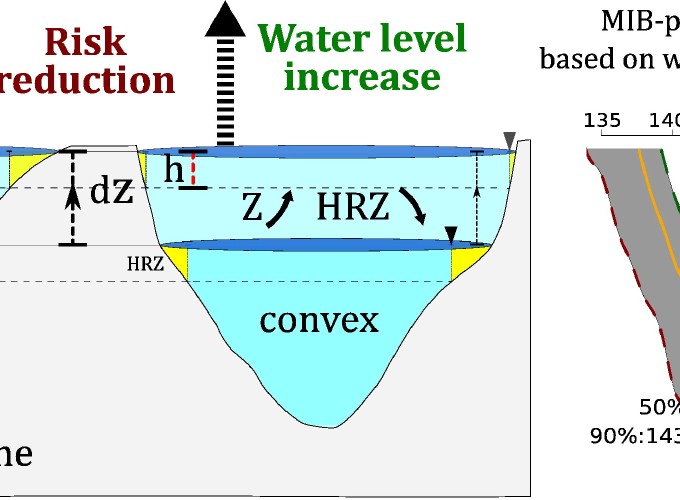 Risk
reduction
Water level
increase
MIB-p
based on w
135
140
h
dZ
Z
HRZ
HRZ
convex
ne
50%
90%:143